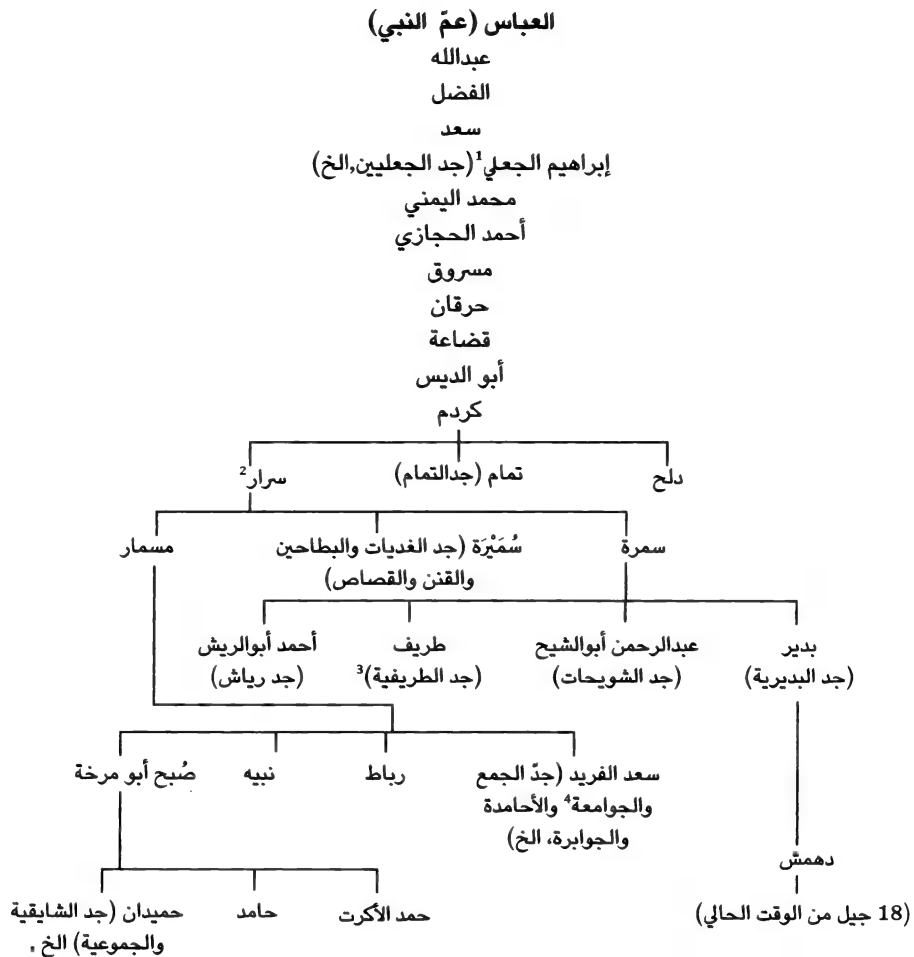 العباس (عمّ النبي)
عبدالله
الفضل
سعد
إبراهيم الجعلي¹(جد الجعليين,الخ)
محمد اليمني
أحمد الحجازي
مسروق
حرقان
قضاعة
أبو الديس
كردم
دلح
تمام (جدالتمام)
سرار²
سمرة
سُمَيْرَة (جد الغديات والبطاحين
والقنن والقصاص)
مسمار
بدير
(جد البديرية)
عبدالرحمن أبوالشيح
(جد الشويحات)
طريف
(جد الطريفية)³
أحمد أبوالريش
(جد رياش)
سعد الفريد (جدّ الجمع
والجوامعة⁴ والأحامدة
والجوابرة، الخ)
رباط
نبيه
صُبح أبو مرخة
دهمش
(18 جيل من الوقت الحالي)
حمد الأكرت
حامد
حميدان (جد الشايقية
والجموعية) الخ